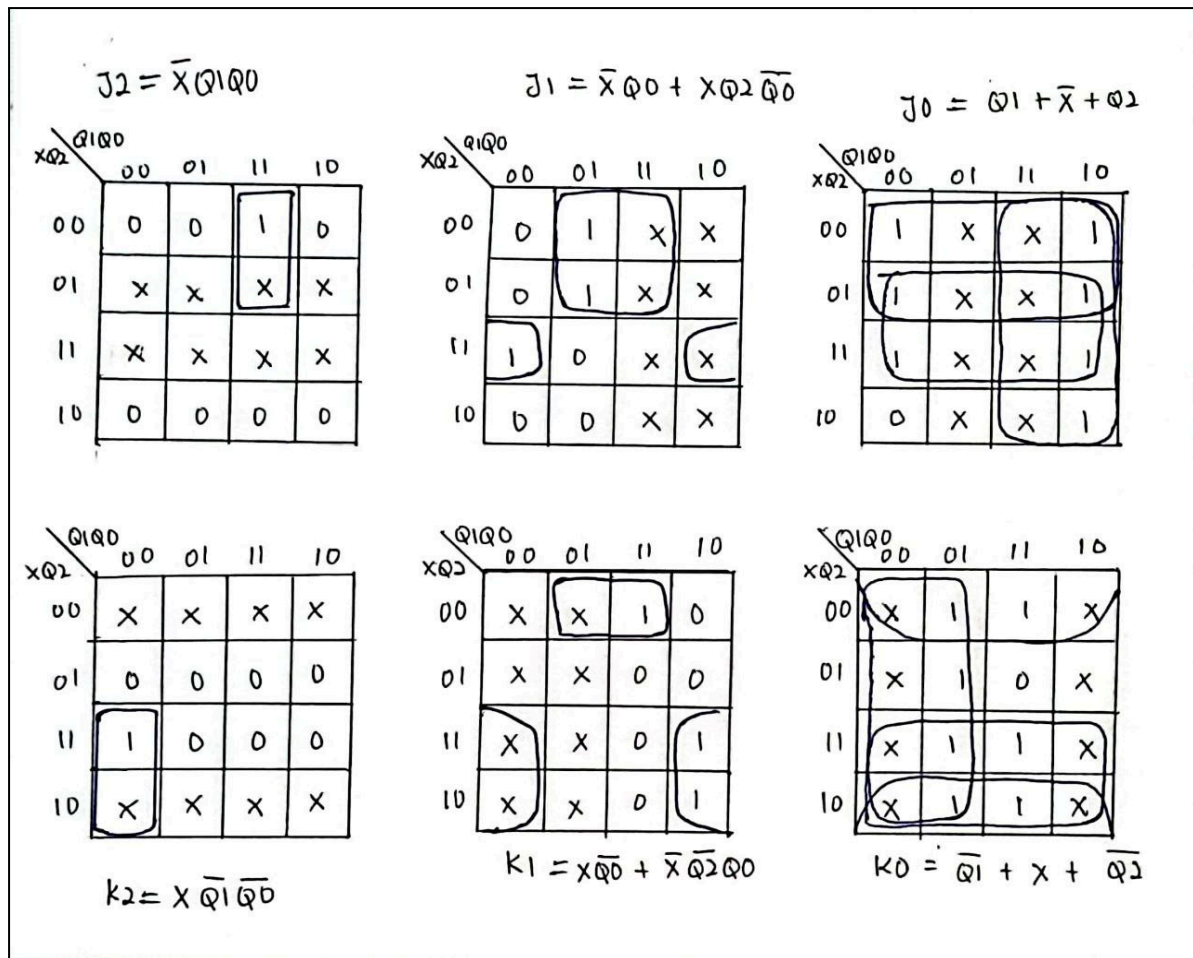 J2 = X̅Q1Q0
J1 = X̅Q0 + XQ2Q̅0̅
J0 = Q1 + X̅ + Q2
Q1Q0
XQ2 00 01 11 10
00 0 0 1 0
01 X X X X
11 X X X X
10 0 0 0 0
Q1Q0
XQ2 00 01 11 10
00 0 1 X X
01 0 1 X X
11 1 0 X X
10 0 0 X X
Q1Q0
XQ2 00 01 11 10
00 1 X X 1
01 1 X X 1
11 1 X X 1
10 0 X X 1
Q1Q0
XQ2 00 01 11 10
00 X X X X
01 0 0 0 0
11 1 0 0 0
10 X X X X
K2 = X Q̅1̅ Q̅0̅
Q1Q0
XQ2 00 01 11 10
00 X X 1 0
01 X X 0 0
11 X X 0 1
10 X X 0 1
K1 = XQ̅0̅ + X̅ Q̅2̅ Q0
Q1Q0
XQ2 00 01 11 10
00 X 1 1 X
01 X 1 0 X
11 X 1 1 X
10 X 1 1 X
K0 = Q̅1̅ + X + Q̅2̅